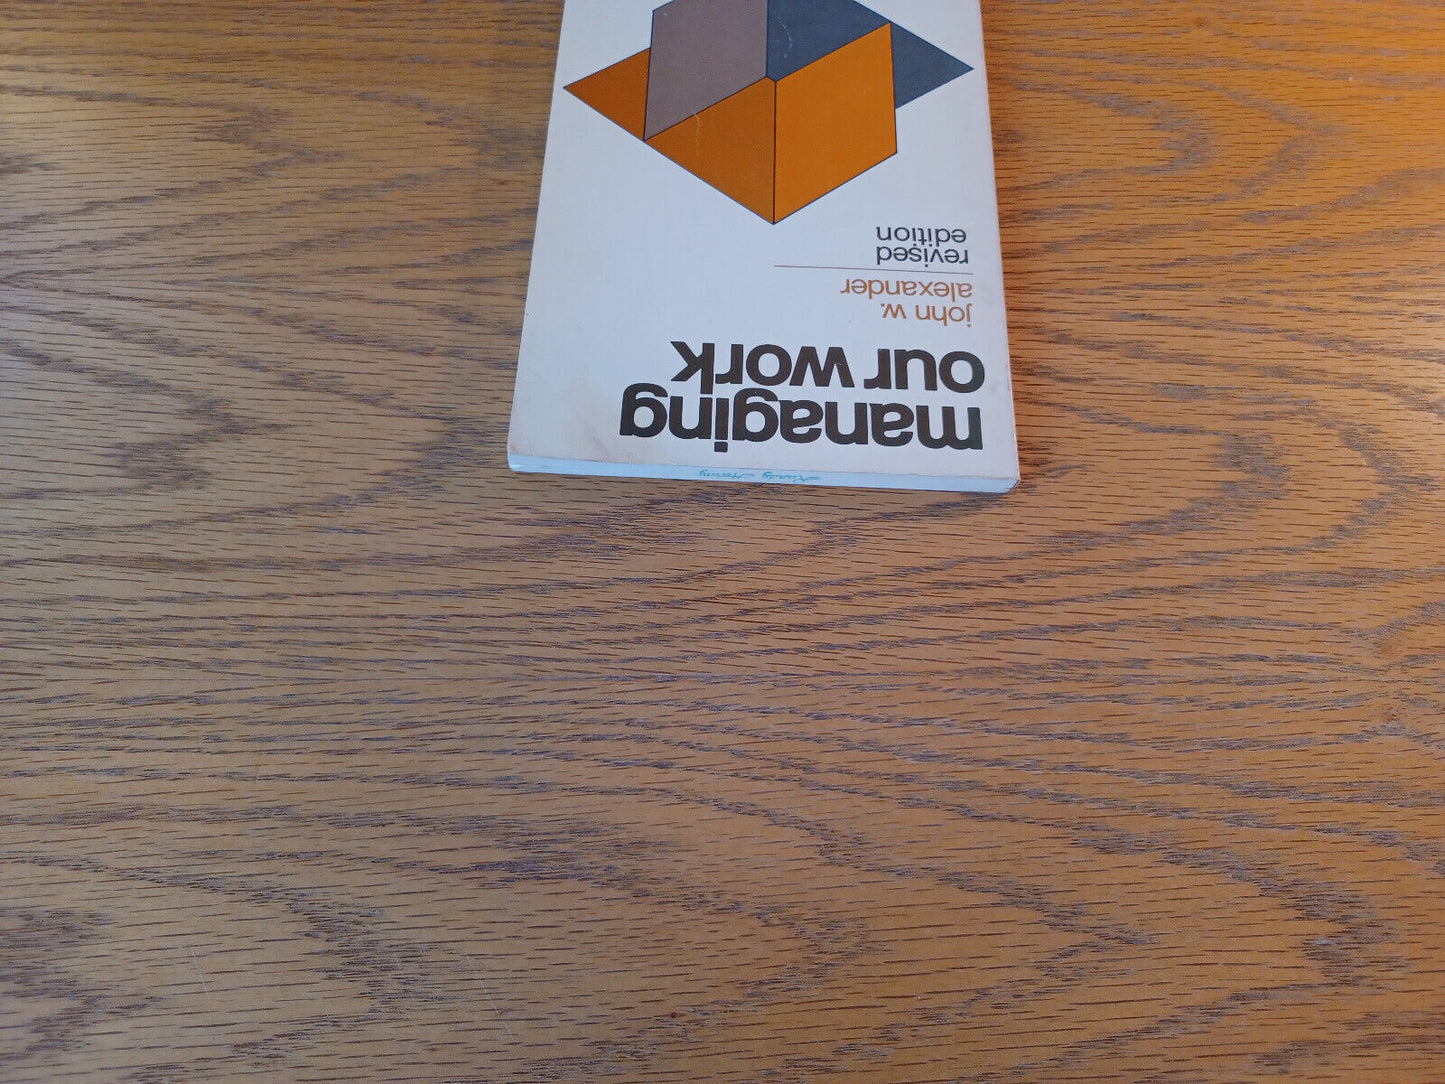 managing
our work
john w.
alexander
revised
edition